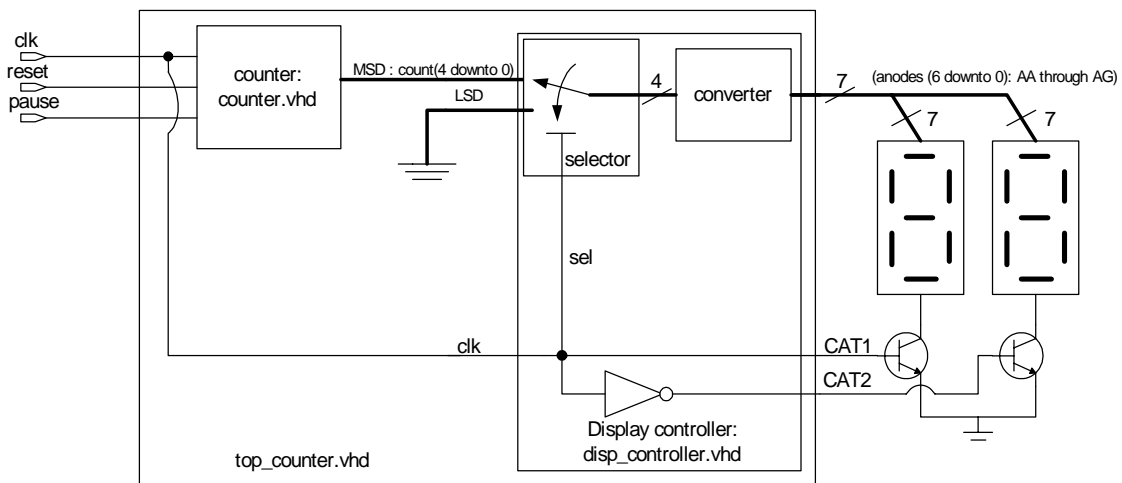 clk
reset
pause
counter:
counter.vhd
MSD : count(4 downto 0)
LSD
selector
4
converter
7
(anodes (6 downto 0): AA through AG)
7
7
sel
clk
CAT1
CAT2
Display controller:
disp_controller.vhd
top_counter.vhd